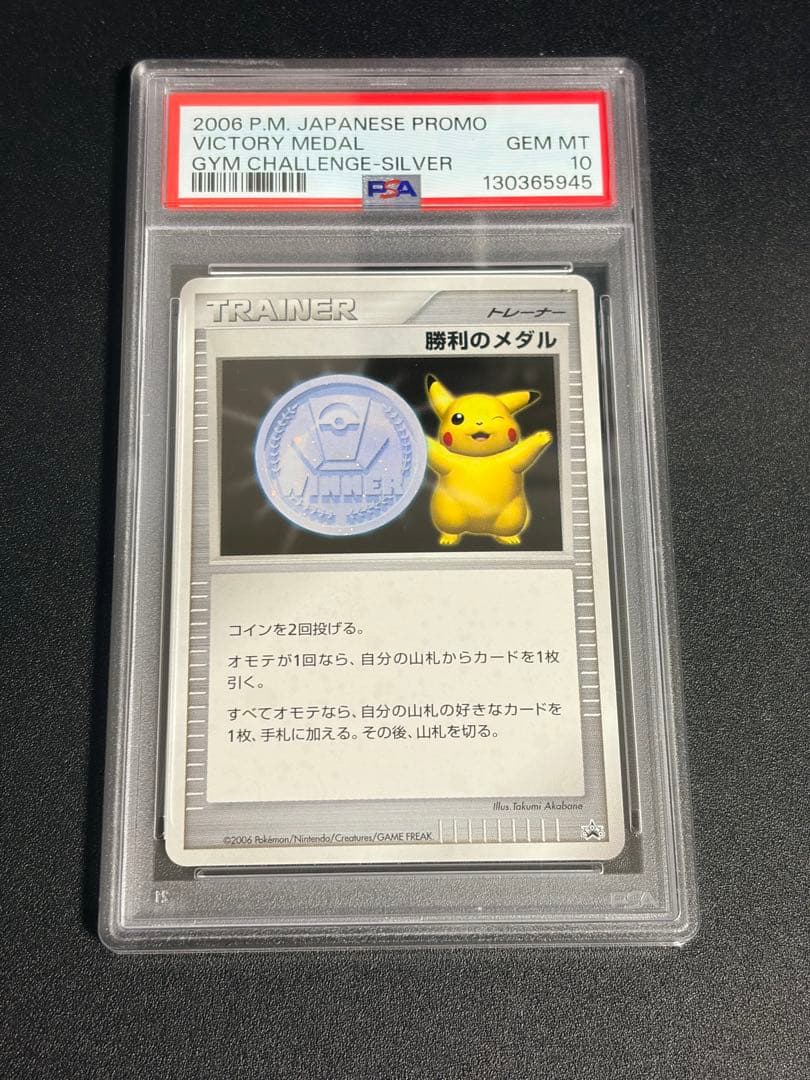 2006 P.M. JAPANESE PROMO
VICTORY MEDAL GEM MT
GYM CHALLENGE-SILVER 10
PSA 130365945
TRAINER トレーナー
勝利のメダル
WINNER
コインを2回投げる。
オモテが1回なら、自分の山札からカードを1枚
引く。
すべてオモテなら、自分の山札の好きなカードを
1枚、手札に加える。その後、山札を切る。
Illus. Takumi Akabane
©2006 Pokémon/Nintendo/Creatures/GAME FREAK.
PSA